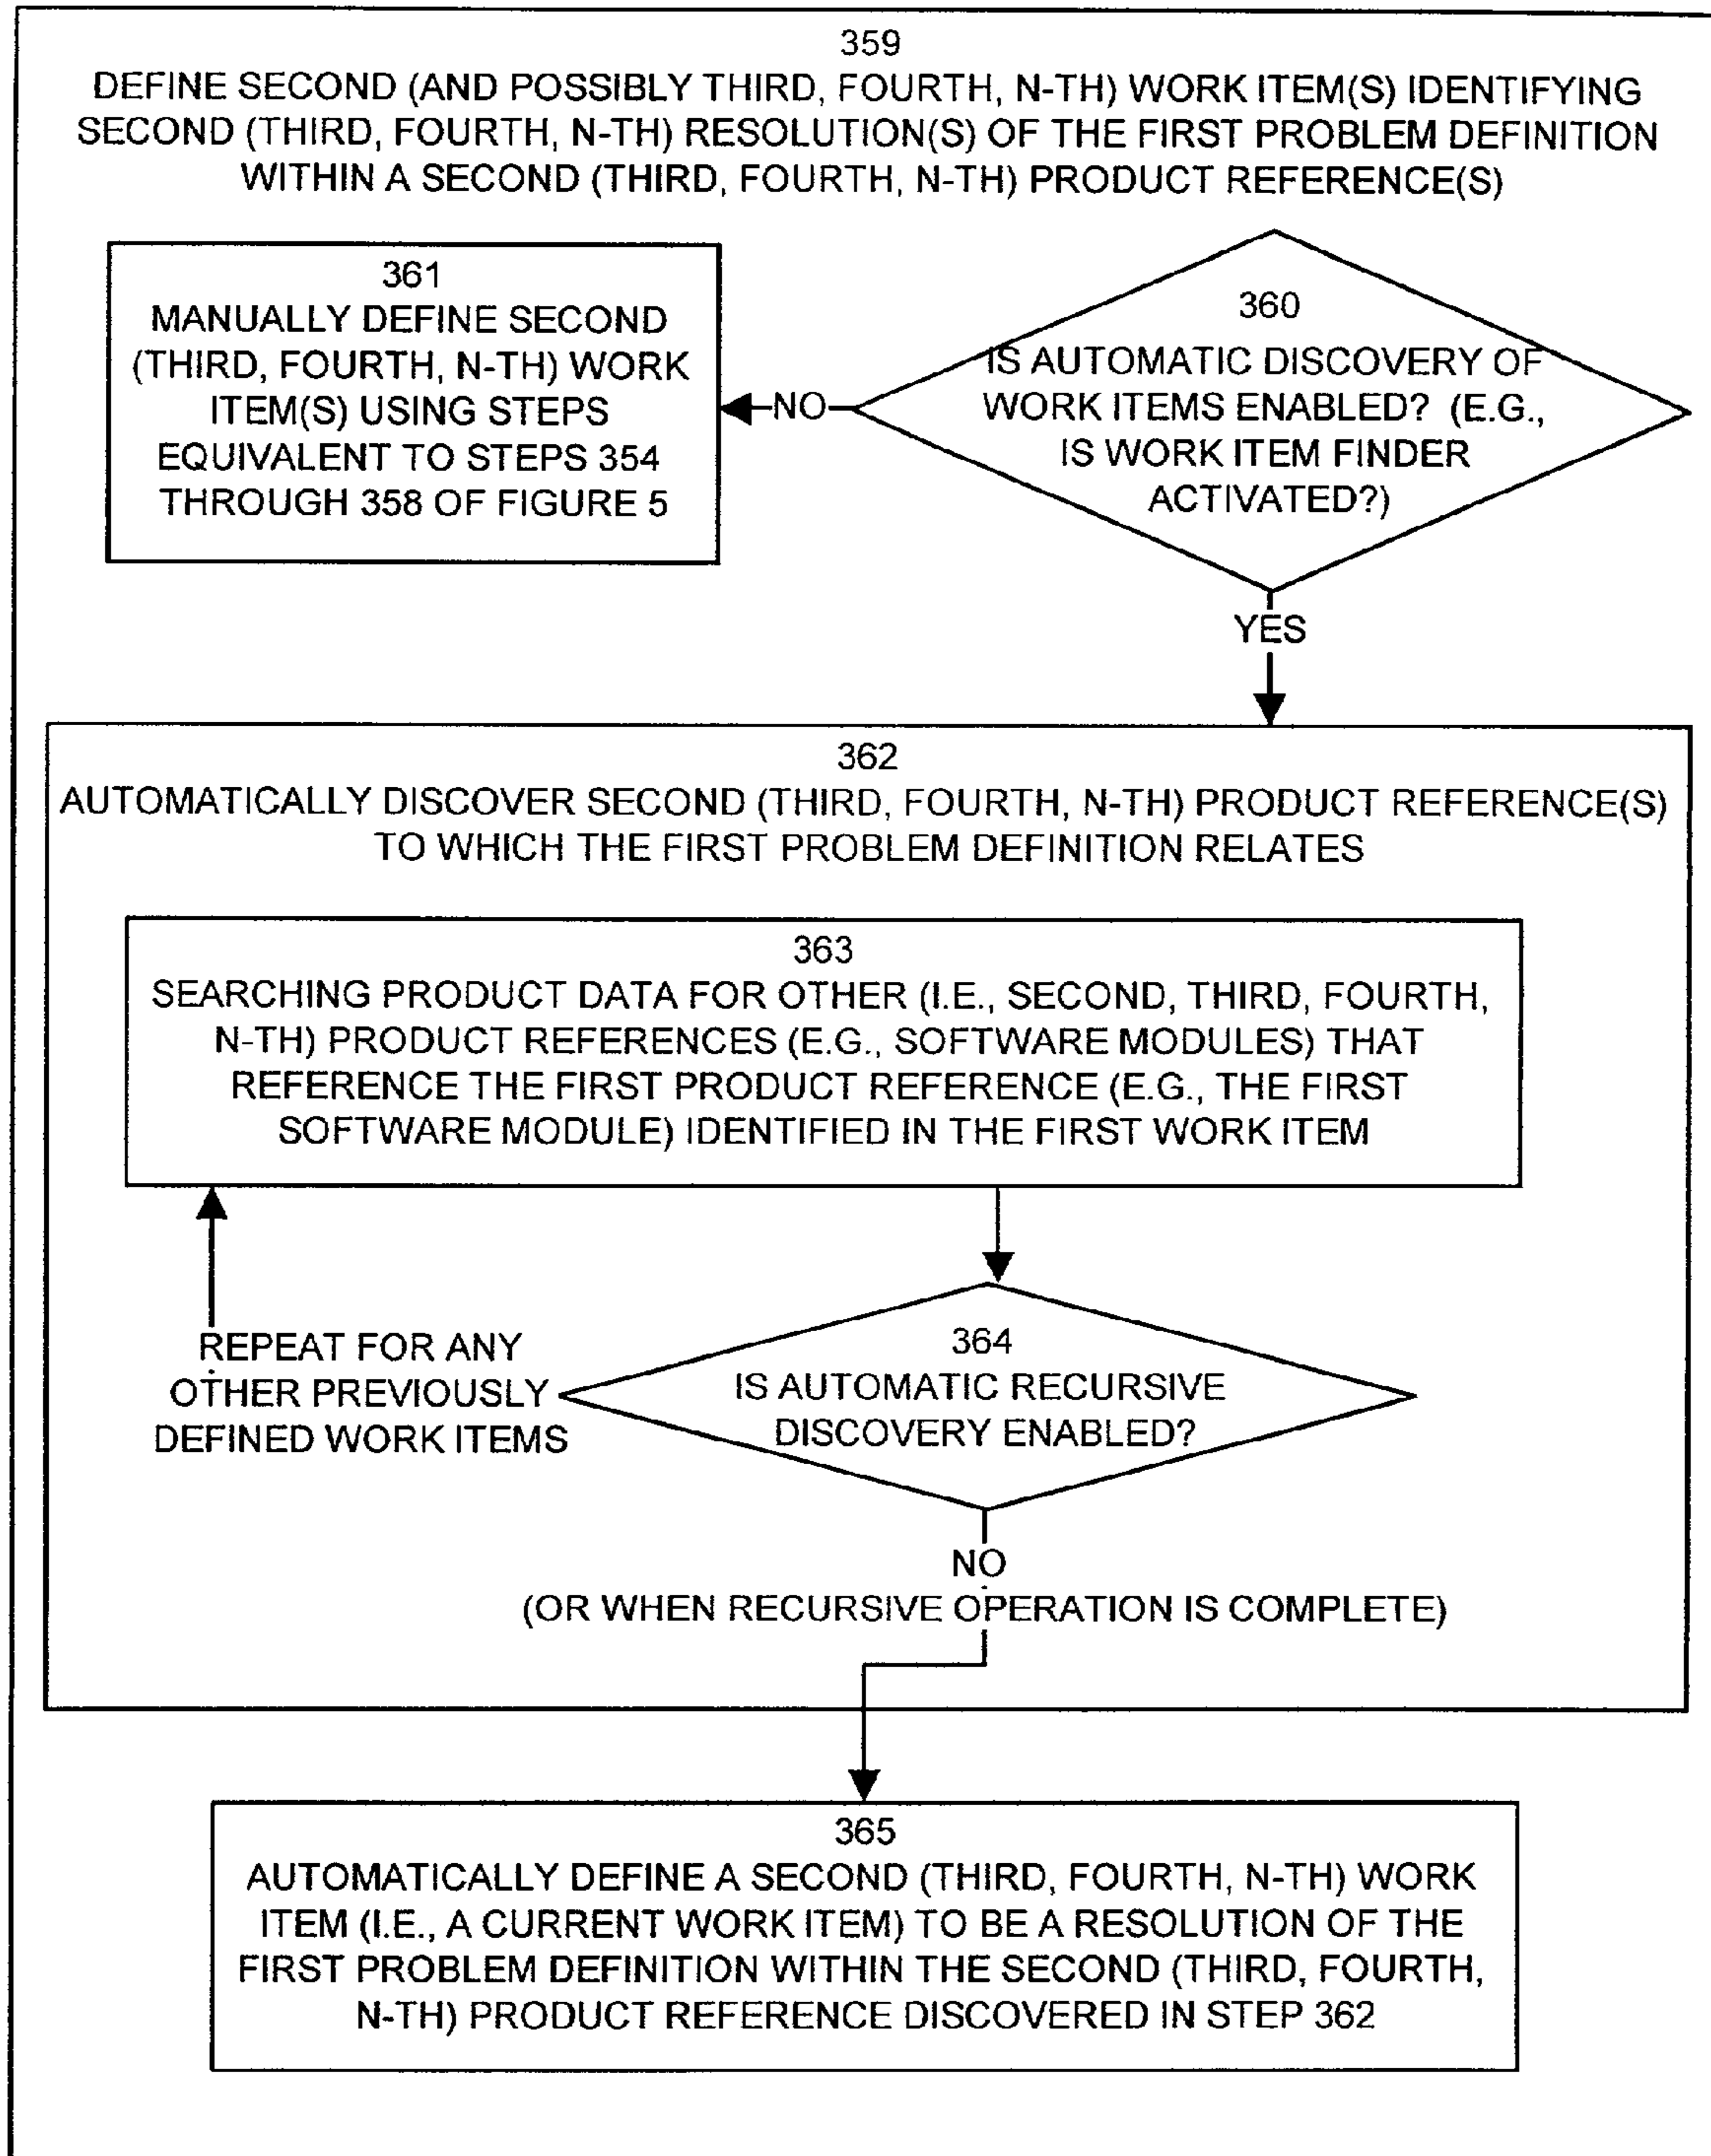 359
DEFINE SECOND (AND POSSIBLY THIRD, FOURTH, N-TH) WORK ITEM(S) IDENTIFYING
SECOND (THIRD, FOURTH, N-TH) RESOLUTION(S) OF THE FIRST PROBLEM DEFINITION
WITHIN A SECOND (THIRD, FOURTH, N-TH) PRODUCT REFERENCE(S)
361
MANUALLY DEFINE SECOND
(THIRD, FOURTH, N-TH) WORK
ITEM(S) USING STEPS
EQUIVALENT TO STEPS 354
THROUGH 358 OF FIGURE 5
NO
360
IS AUTOMATIC DISCOVERY OF
WORK ITEMS ENABLED? (E.G.,
IS WORK ITEM FINDER
ACTIVATED?)
YES
362
AUTOMATICALLY DISCOVER SECOND (THIRD, FOURTH, N-TH) PRODUCT REFERENCE(S)
TO WHICH THE FIRST PROBLEM DEFINITION RELATES
363
SEARCHING PRODUCT DATA FOR OTHER (I.E., SECOND, THIRD, FOURTH,
N-TH) PRODUCT REFERENCES (E.G., SOFTWARE MODULES) THAT
REFERENCE THE FIRST PRODUCT REFERENCE (E.G., THE FIRST
SOFTWARE MODULE) IDENTIFIED IN THE FIRST WORK ITEM
REPEAT FOR ANY
OTHER PREVIOUSLY
DEFINED WORK ITEMS
364
IS AUTOMATIC RECURSIVE
DISCOVERY ENABLED?
NO
(OR WHEN RECURSIVE OPERATION IS COMPLETE)
365
AUTOMATICALLY DEFINE A SECOND (THIRD, FOURTH, N-TH) WORK
ITEM (I.E., A CURRENT WORK ITEM) TO BE A RESOLUTION OF THE
FIRST PROBLEM DEFINITION WITHIN THE SECOND (THIRD, FOURTH,
N-TH) PRODUCT REFERENCE DISCOVERED IN STEP 362